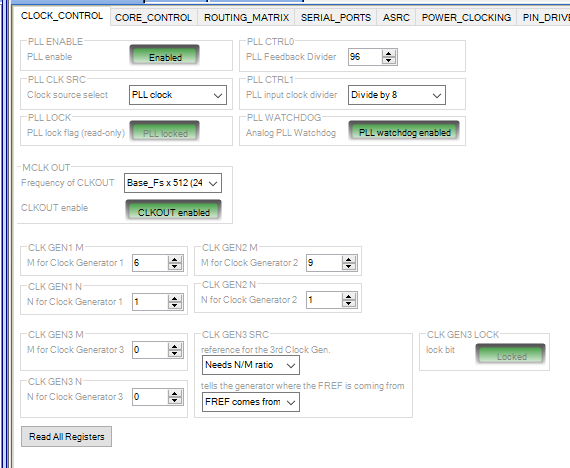 CLOCK_CONTROL CORE_CONTROL ROUTING_MATRIX SERIAL_PORTS ASRC POWER_CLOCKING PIN_DRIVE
PLL ENABLE
PLL enable Enabled
PLL CTRL0
PLL Feedback Divider 96
PLL CLK SRC
Clock source select PLL clock
PLL CTRL1
PLL input clock divider Divide by 8
PLL LOCK
PLL lock flag (read-only) PLL locked
PLL WATCHDOG
Analog PLL Watchdog PLL watchdog enabled
MCLK OUT
Frequency of CLKOUT Base_Fs x 512 (24
CLKOUT enable CLKOUT enabled
CLK GEN1 M
M for Clock Generator 1 6
CLK GEN2 M
M for Clock Generator 2 9
CLK GEN1 N
N for Clock Generator 1 1
CLK GEN2 N
N for Clock Generator 2 1
CLK GEN3 M
M for Clock Generator 3 0
CLK GEN3 SRC
reference for the 3rd Clock Gen.
Needs N/M ratio
CLK GEN3 LOCK
lock bit Locked
CLK GEN3 N
N for Clock Generator 3 0
tells the generator where the FREF is coming from
FREF comes from
Read All Registers